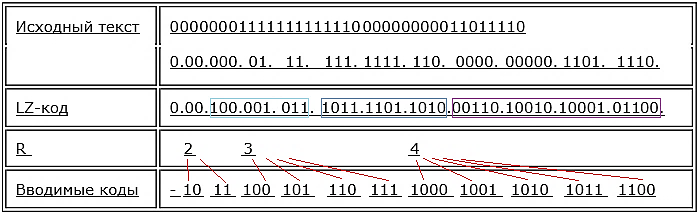 Исходный текст 0000000111111111111000000000011011110
0.00.000. 01. 11. 111. 1111. 110. 0000. 00000. 1101. 1110.
LZ-код 0.00.100.001. 011. 1011.1101.1010.00110.10010.10001.01100.
R 2 3 4
Вводимые коды - 10 11 100 101 110 111 1000 1001 1010 1011 1100